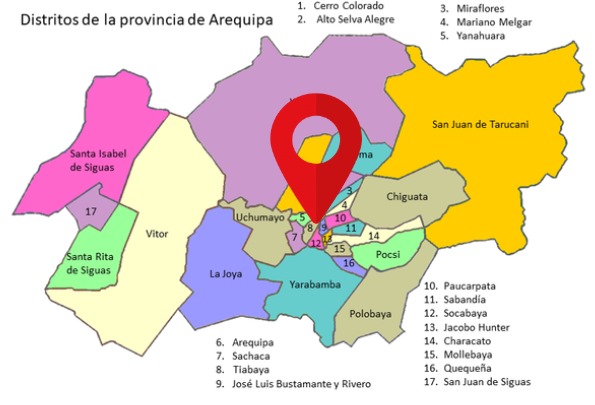 Distritos de la provincia de Arequipa
1. Cerro Colorado
2. Alto Selva Alegre
3. Miraflores
4. Mariano Melgar
5. Yanahuara
San Juan de Tarucani
Santa Isabel
de Siguas
3
Chiguata
4
17
Uchumayo
5
10
9
8
11
Vitor
7
14
12
15
Santa Rita
de Siguas
Pocsi
16
La Joya
Yarabamba
Polobaya
6. Arequipa
7. Sachaca
8. Tiabaya
9. José Luis Bustamante y Rivero
10. Paucarpata
11. Sabandía
12. Socabaya
13. Jacobo Hunter
14. Characato
15. Mollebaya
16. Quequeña
17. San Juan de Siguas